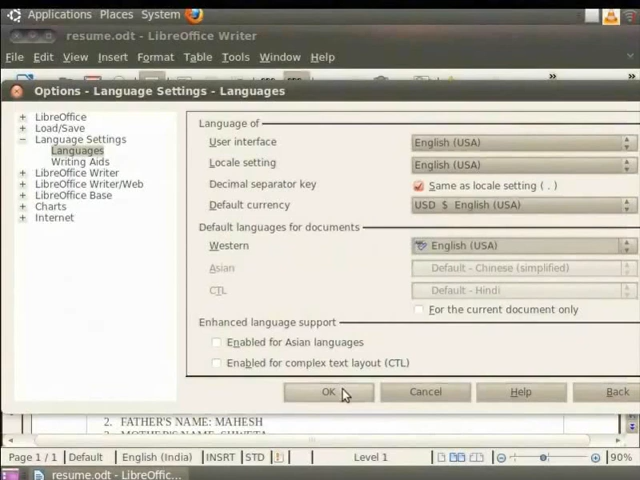 Applications Places System
resume.odt - LibreOffice Writer
File Edit View Insert Format Table Tools Window Help
Options - Language Settings - Languages
LibreOffice
Load/Save
Language Settings
Languages
Writing Aids
LibreOffice Writer
LibreOffice Writer/Web
LibreOffice Base
Charts
Internet
Language of
User interface English (USA)
Locale setting English (USA)
Decimal separator key Same as locale setting ( . )
Default currency USD $ English (USA)
Default languages for documents
Western English (USA)
Asian Default - Chinese (simplified)
CTL Default - Hindi
For the current document only
Enhanced language support
Enabled for Asian languages
Enabled for complex text layout (CTL)
OK Cancel Help Back
2. FATHER'S NAME: MAHESH
Page 1 / 1 Default English (India) INSRT STD Level 1 90%
resume.odt - LibreOffic...